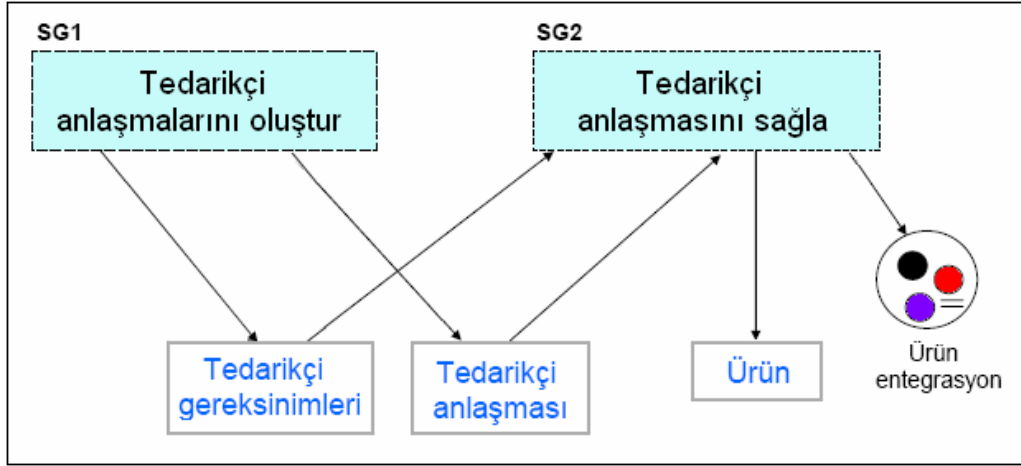 SG1
Tedarikçi
anlaşmalarını oluştur
SG2
Tedarikçi
anlaşmasını sağla
Tedarikçi
gereksinimleri
Tedarikçi
anlaşması
Ürün
Ürün
entegrasyon